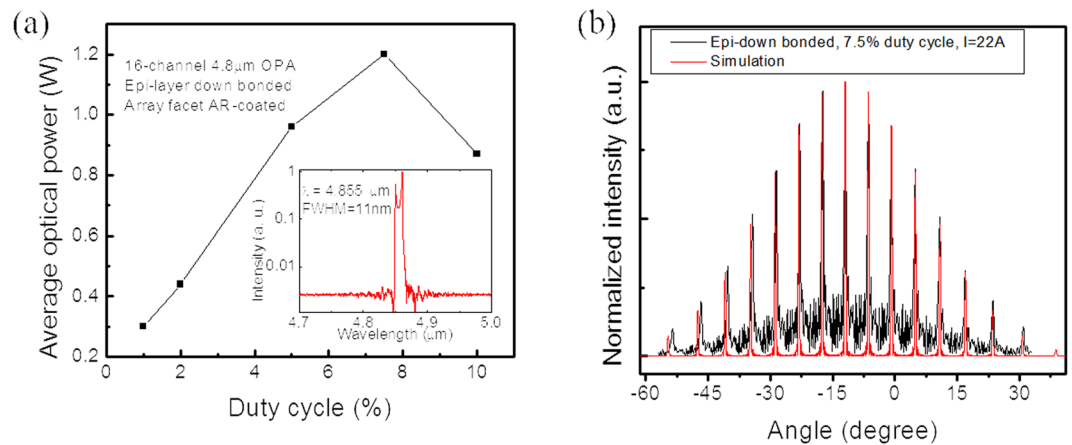 (a)
1.2
1.0
0.8
0.6
0.4
0.2
Average optical power (W)
16-channel 4.8μm OPA
Epi-layer down bonded
Array facet AR-coated
1
0.1
0.01
Intensity (a. u.)
= 4.855 μm
FWHM=11nm
4.7 4.8 4.9 5.0
Wavelength (μm)
0 2 4 6 8 10
Duty cycle (%)
(b)
Epi-down bonded, 7.5% duty cycle, I=22A
Simulation
Normalized intensity (a.u.)
-60 -45 -30 -15 0 15 30
Angle (degree)